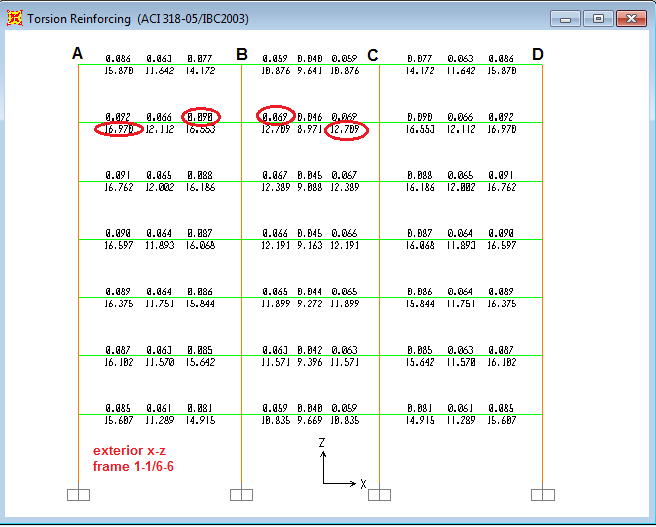 Torsion Reinforcing (ACI 318-05/IBC2003)
A B C D
0.086 0.063 0.077 0.059 0.040 0.059 0.077 0.063 0.086
15.870 11.642 14.172 10.876 9.641 10.876 14.172 11.642 15.870
0.092 0.066 0.090 0.069 0.046 0.069 0.090 0.066 0.092
16.970 12.112 16.553 12.709 8.971 12.709 16.553 12.112 16.970
0.091 0.065 0.088 0.067 0.045 0.067 0.088 0.065 0.091
16.762 12.002 16.186 12.389 9.088 12.389 16.186 12.002 16.762
0.090 0.064 0.087 0.066 0.045 0.066 0.087 0.064 0.090
16.597 11.893 16.068 12.191 9.163 12.191 16.068 11.893 16.597
0.089 0.064 0.086 0.065 0.044 0.065 0.086 0.064 0.089
16.375 11.751 15.844 11.899 9.272 11.899 15.844 11.751 16.375
0.087 0.063 0.085 0.063 0.042 0.063 0.085 0.063 0.087
16.102 11.570 15.642 11.571 9.396 11.571 15.642 11.570 16.102
0.085 0.061 0.081 0.059 0.040 0.059 0.081 0.061 0.085
15.607 11.289 14.915 10.835 9.669 10.835 14.915 11.289 15.607
exterior x-z
frame 1-1/6-6
Z
X